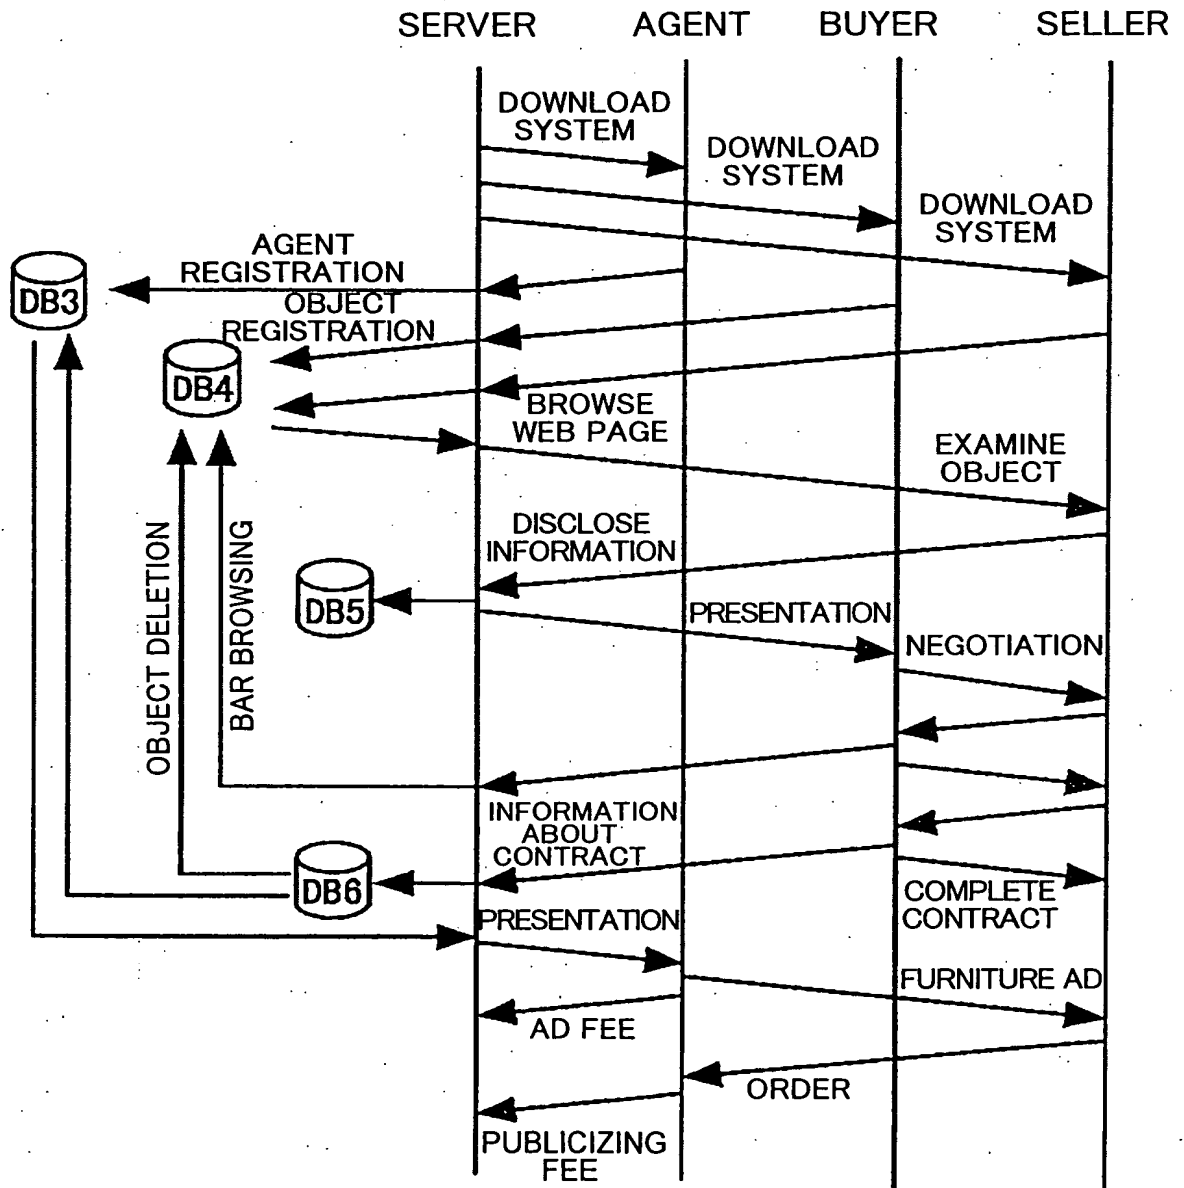 SERVER AGENT BUYER SELLER
DOWNLOAD
SYSTEM
DOWNLOAD
SYSTEM
DOWNLOAD
SYSTEM
AGENT
REGISTRATION
DB3
OBJECT
REGISTRATION
DB4
BROWSE
WEB PAGE
EXAMINE
OBJECT
DISCLOSE
INFORMATION
OBJECT DELETION
BAR BROWSING
DB5
PRESENTATION
NEGOTIATION
INFORMATION
ABOUT
CONTRACT
DB6
COMPLETE
CONTRACT
PRESENTATION
FURNITURE AD
AD FEE
ORDER
PUBLICIZING
FEE